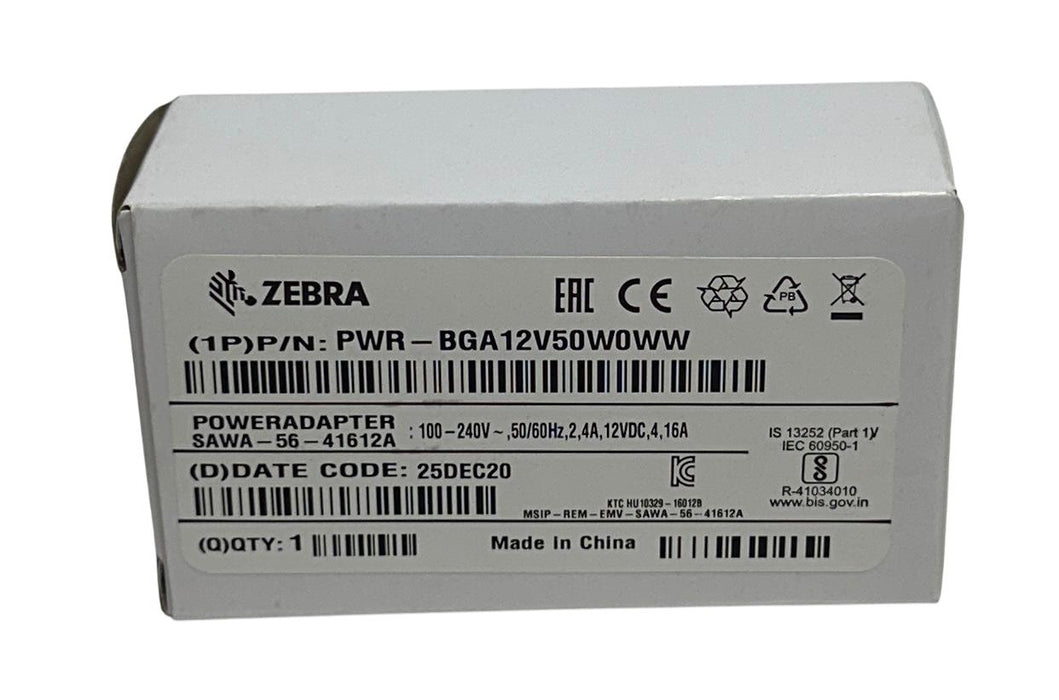 ZEBRA EAC CE PB
(1P)P/N: PWR-BGA12V50W0WW
POWERADAPTER
SAWA-56-41612A : 100-240V~,50/60Hz,2,4A,12VDC,4,16A
IS 13252 (Part 1)/
IEC 60950-1
(D)DATE CODE: 25DEC20
R-41034010
www.bis.gov.in
KTC HU10329-16012B
MSIP-REM-EMV-SAWA-56-41612A
(Q)QTY: 1 Made In China